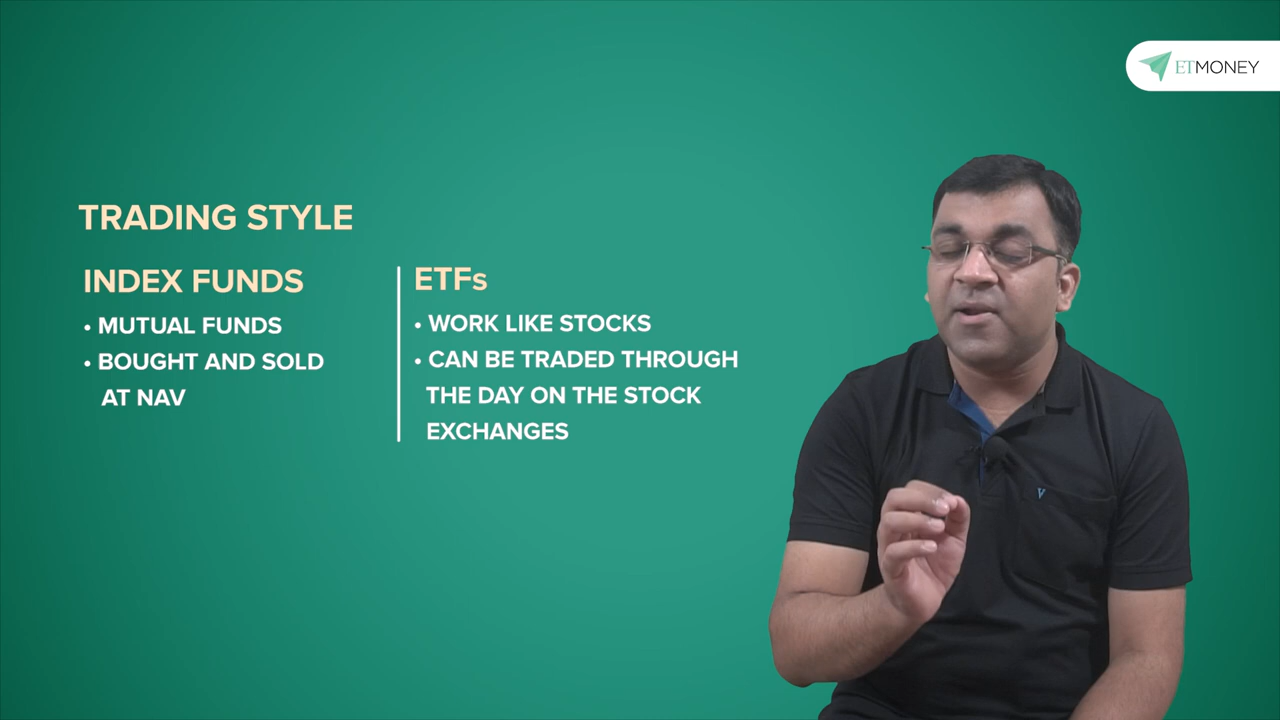 ETMONEY
TRADING STYLE
INDEX FUNDS
• MUTUAL FUNDS
• BOUGHT AND SOLD
AT NAV
ETFs
• WORK LIKE STOCKS
• CAN BE TRADED THROUGH
THE DAY ON THE STOCK
EXCHANGES
V